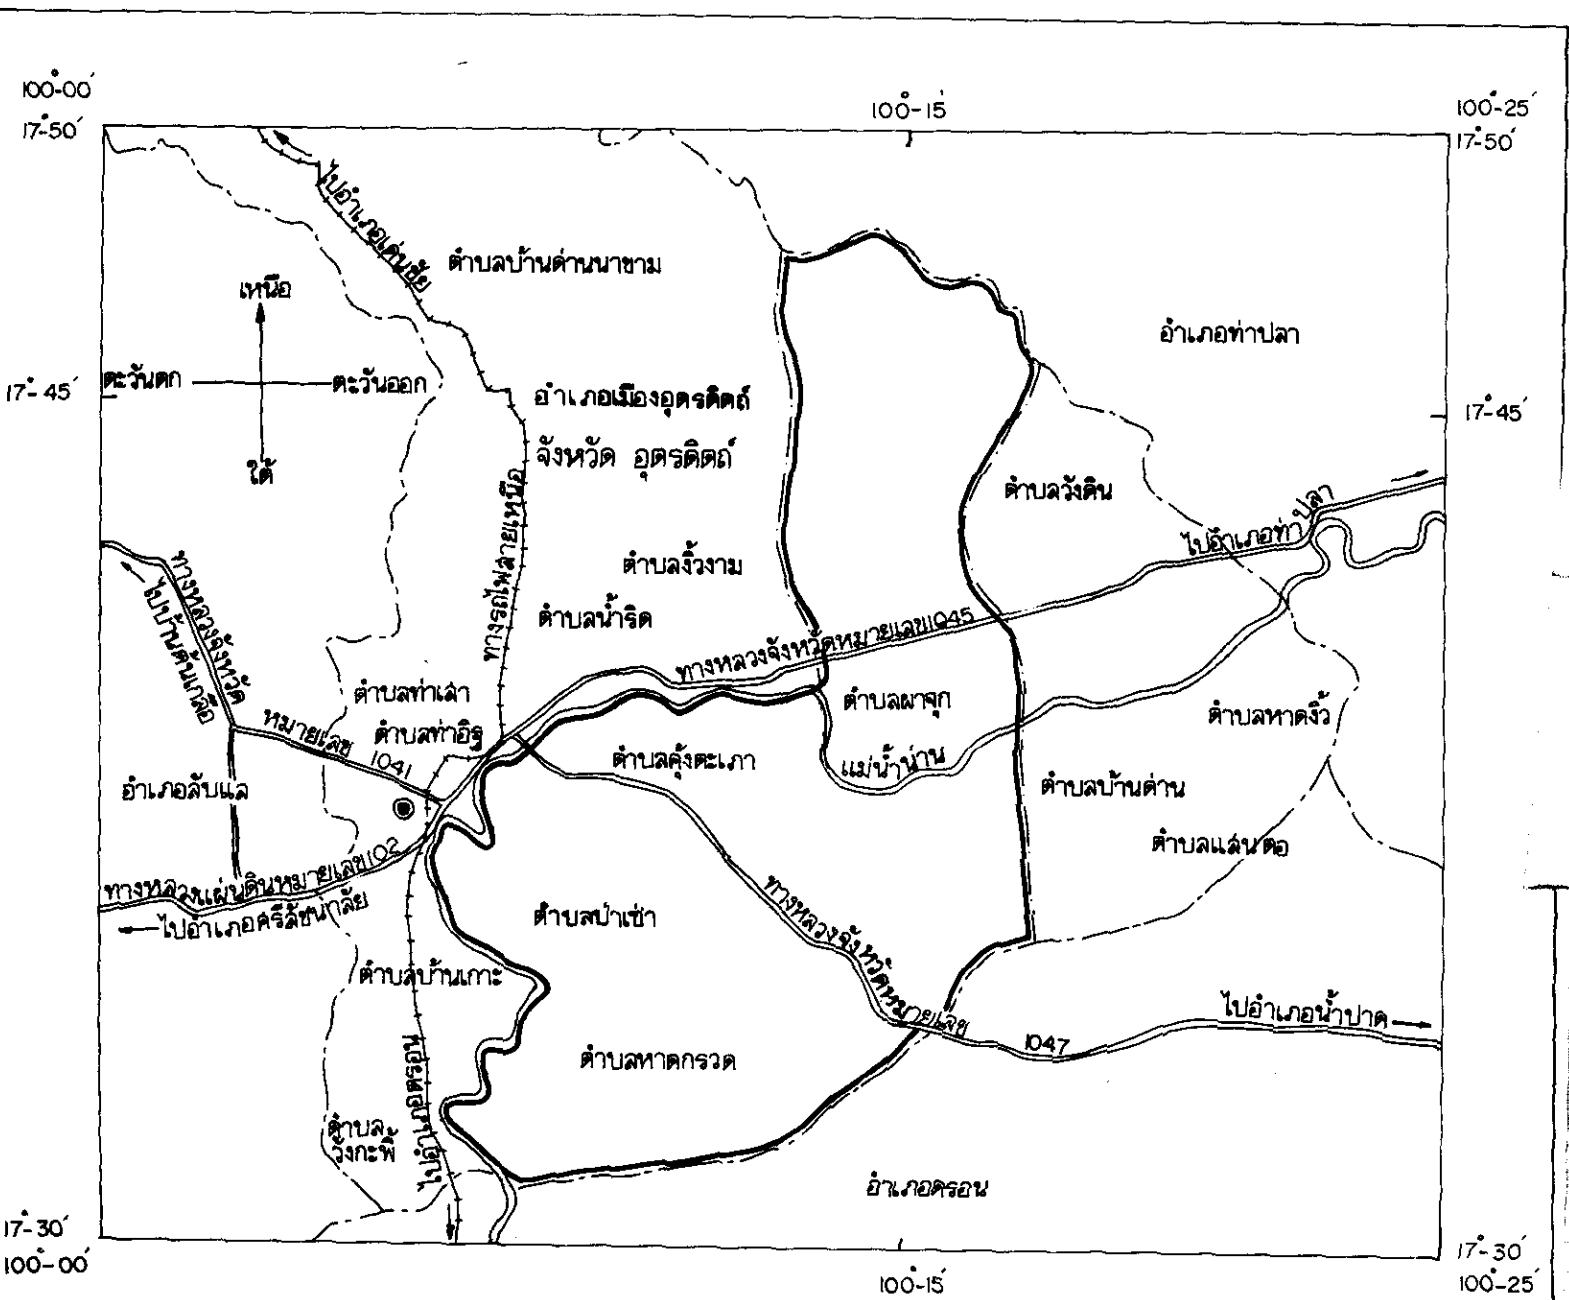 100°-00′
17°-50′
100°-15′
100°-25′
17°-50′
ไปอำเภอเด่นชัย
ตำบลบ้านด่านนาขาม
เหนือ
อำเภอท่าปลา
17°-45′
ตะวันตก
ตะวันออก
อำเภอเมืองอุตรดิตถ์
17°-45′
จังหวัด อุตรดิตถ์
ใต้
ตำบลวังดิน
ทางรถไฟสายเหนือ
ไปอำเภอท่าปลา
ตำบลงิ้วงาม
ตำบลน้ำริด
ทางหลวงจังหวัด
ไปบ้านต้นเกลือ
ทางหลวงจังหวัดหมายเลข1045
ตำบลท่าเสา
ตำบลผาจุก
ตำบลหาดงิ้ว
หมายเลข 1041
ตำบลท่าอิฐ
ตำบลคุ้งตะเภา
แม่น้ำน่าน
อำเภอลับแล
ตำบลบ้านด่าน
ตำบลแสนตอ
ทางหลวงแผ่นดินหมายเลข102
ไปอำเภอศรีสัชนาลัย
ตำบลป่าเซ่า
ทางหลวงจังหวัดหมายเลข
1047
ตำบลบ้านเกาะ
ไปอำเภอน้ำปาด
ตำบลหาดกรวด
ไปอำเภอตรอน
ตำบล
วังกะพี้
อำเภอตรอน
17°-30′
100°-00′
100°-15′
17°-30′
100°-25′